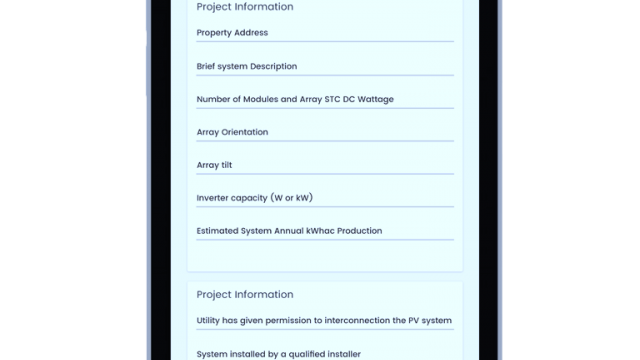 Project Information
Property Address
Brief system Description
Number of Modules and Array STC DC Wattage
Array Orientation
Array tilt
Inverter capacity (W or kW)
Estimated System Annual kWhac Production
Project Information
Utility has given permission to interconnection the PV system
System installed by a qualified installer